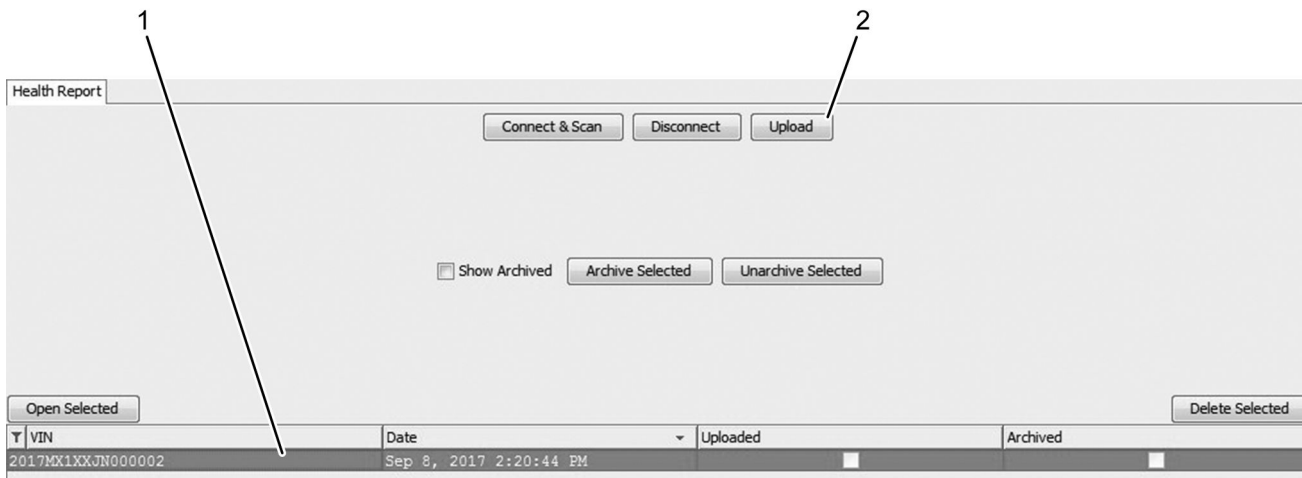 1 2
Health Report
Connect & Scan Disconnect Upload
Show Archived Archive Selected Unarchive Selected
Open Selected Delete Selected
VIN Date Uploaded Archived
2017MX1XXJN000002 Sep 8, 2017 2:20:44 PM